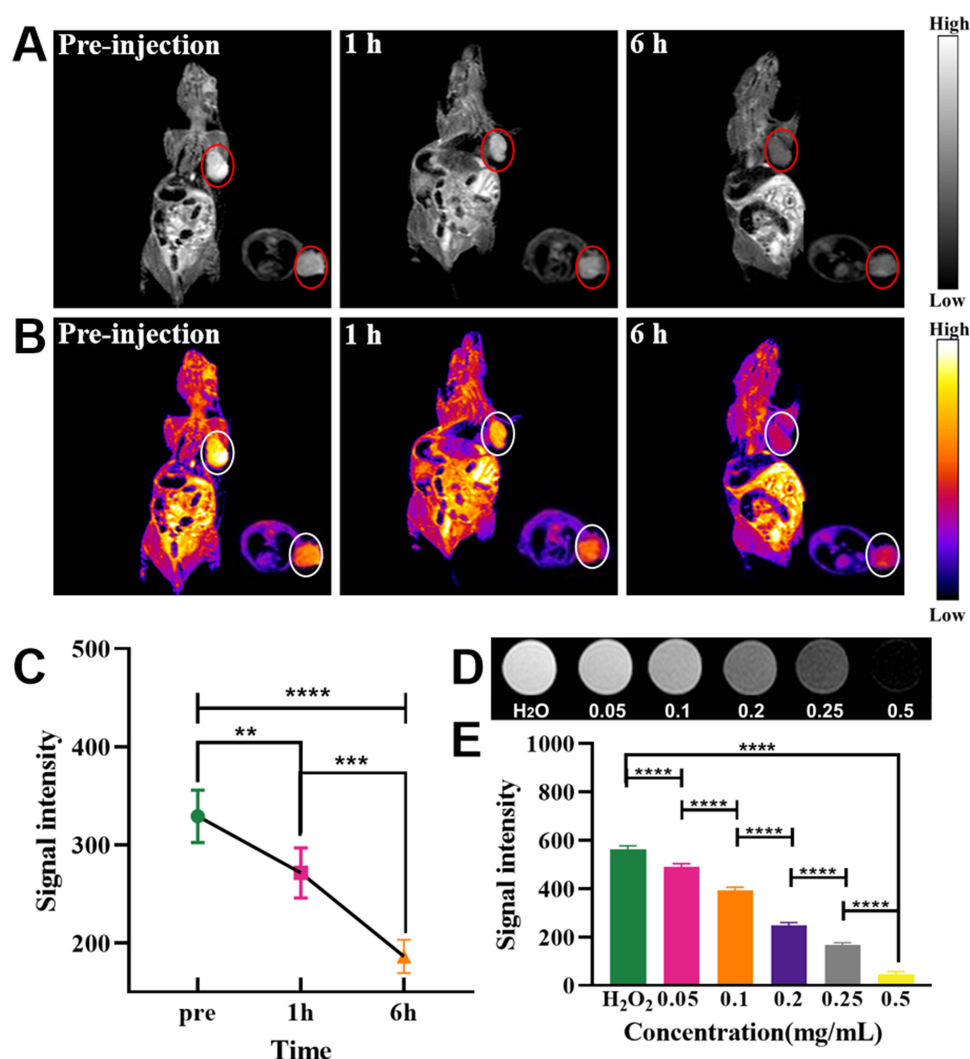 A
Pre-injection
1 h
6 h
High
Low
B
Pre-injection
1 h
6 h
High
Low
C
500
400
300
200
Signal intensity
****
**
***
pre
1h
6h
Time
D
H₂O
0.05
0.1
0.2
0.25
0.5
E
1000
800
600
400
200
0
Signal intensity
****
****
****
****
****
****
H₂O₂
0.05
0.1
0.2
0.25
0.5
Concentration(mg/mL)